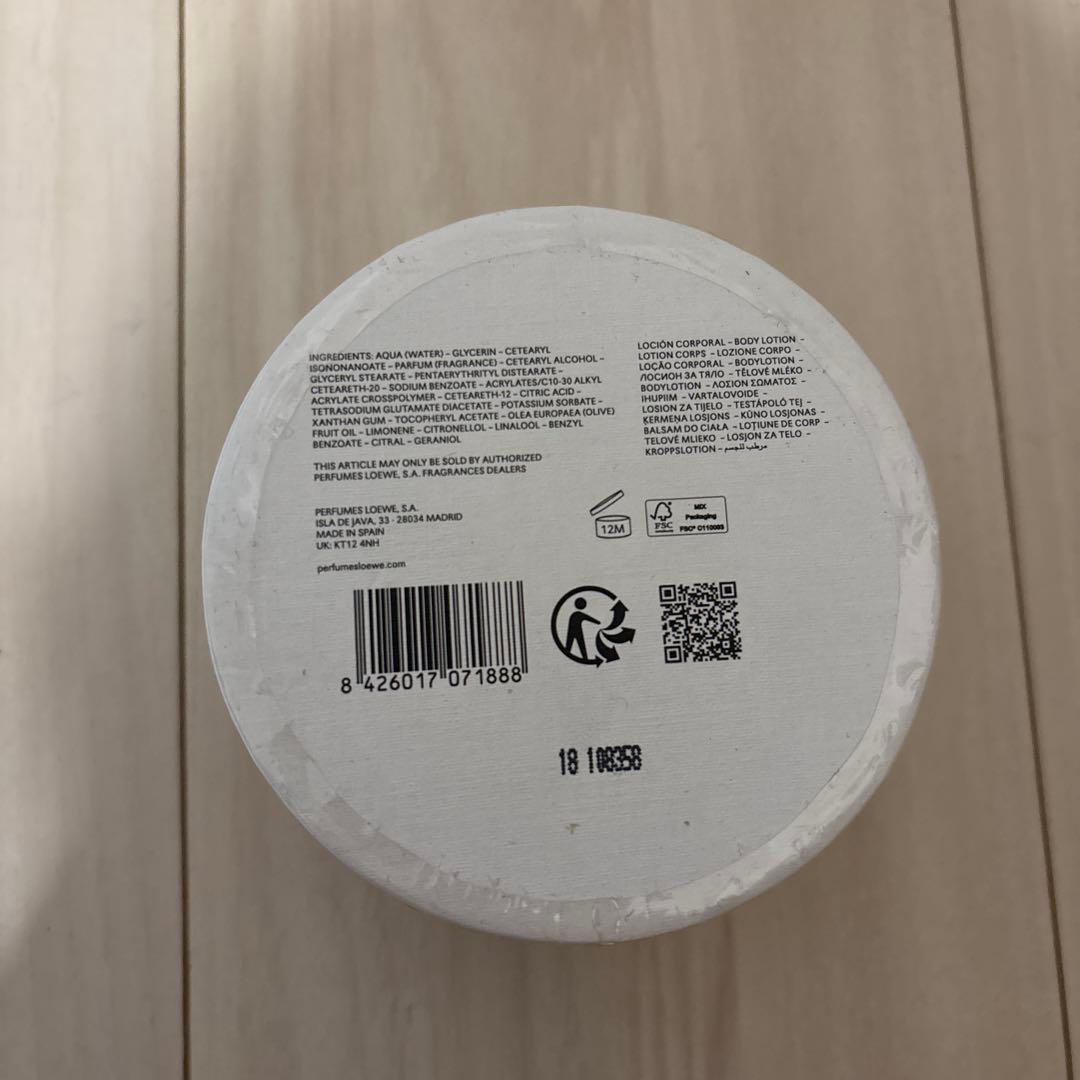 INGREDIENTS: AQUA (WATER) – GLYCERIN – CETEARYL
ISONONANOATE – PARFUM (FRAGRANCE) – CETEARYL ALCOHOL –
GLYCERYL STEARATE – PENTAERYTHRITYL DISTEARATE –
CETEARETH-20 – SODIUM BENZOATE – ACRYLATES/C10-30 ALKYL
ACRYLATE CROSSPOLYMER – CETEARETH-12 – CITRIC ACID –
TETRASODIUM GLUTAMATE DIACETATE – POTASSIUM SORBATE –
XANTHAN GUM – TOCOPHERYL ACETATE – OLEA EUROPAEA (OLIVE)
FRUIT OIL – LIMONENE – CITRONELLOL – LINALOOL – BENZYL
BENZOATE – CITRAL – GERANIOL
THIS ARTICLE MAY ONLY BE SOLD BY AUTHORIZED
PERFUMES LOEWE, S.A. FRAGRANCES DEALERS
PERFUMES LOEWE, S.A.
ISLA DE JAVA, 33 - 28034 MADRID
MADE IN SPAIN
UK: KT12 4NH
perfumesloewe.com
LOCIÓN CORPORAL – BODY LOTION –
LOTION CORPS – LOZIONE CORPO –
LOÇÃO CORPORAL – BODYLOTION –
ЛОСИОН ЗА ТЯЛО – TĚLOVÉ MLÉKO –
BODYLOTION – ΛΟΣΙΟΝ ΣΩΜΑΤΟΣ –
IHUPIIM – VARTALOVOIDE –
LOSION ZA TIJELO – TESTÁPOLÓ TEJ –
ĶERMEŅA LOSJONS – KŪNO LOSJONAS –
BALSAM DO CIAŁA – LOȚIUNE DE CORP –
TELOVÉ MLIEKO – LOSJON ZA TELO –
KROPPSLOTION – مرطب للجسم
12M
FSC
MIX
Packaging
FSC® C110083
8 426017 071888
18 108358